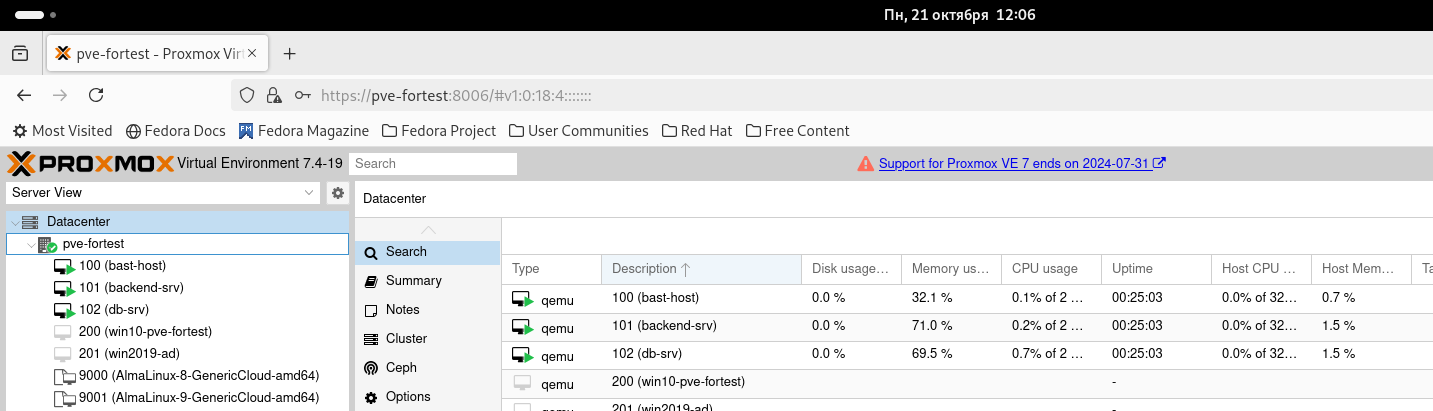 Пн, 21 октября 12:06
pve-fortest - Proxmox Vir
https://pve-fortest:8006/#v1:0:18:4:::::::
Most Visited Fedora Docs Fedora Magazine Fedora Project User Communities Red Hat Free Content
PROXMOX Virtual Environment 7.4-19 Search Support for Proxmox VE 7 ends on 2024-07-31
Server View
Datacenter
pve-fortest
100 (bast-host)
101 (backend-srv)
102 (db-srv)
200 (win10-pve-fortest)
201 (win2019-ad)
9000 (AlmaLinux-8-GenericCloud-amd64)
9001 (AlmaLinux-9-GenericCloud-amd64)
Datacenter
Search
Summary
Notes
Cluster
Ceph
Options
Type Description Disk usage... Memory us... CPU usage Uptime Host CPU ... Host Mem... Ta
qemu 100 (bast-host) 0.0 % 32.1 % 0.1% of 2 ... 00:25:03 0.0% of 32... 0.7 %
qemu 101 (backend-srv) 0.0 % 71.0 % 0.2% of 2 ... 00:25:03 0.0% of 32... 1.5 %
qemu 102 (db-srv) 0.0 % 69.5 % 0.7% of 2 ... 00:25:03 0.0% of 32... 1.5 %
qemu 200 (win10-pve-fortest) -
qemu 201 (win2019-ad)